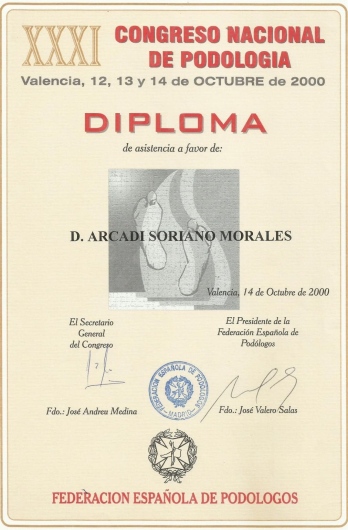 XXXI CONGRESO NACIONAL
DE PODOLOGIA
Valencia, 12, 13 y 14 de OCTUBRE de 2000
DIPLOMA
de asistencia a favor de:
D. ARCADI SORIANO MORALES
Valencia, 14 de Octubre de 2000
El Secretario
General
del Congreso
El Presidente de la
Federación Española de
Podólogos
FEDERACION ESPAÑOLA DE PODOLOGOS
MADRID
Fdo.: José Andreu Medina
Fdo.: José Valero Salas
FEDERACION ESPAÑOLA DE PODOLOGOS